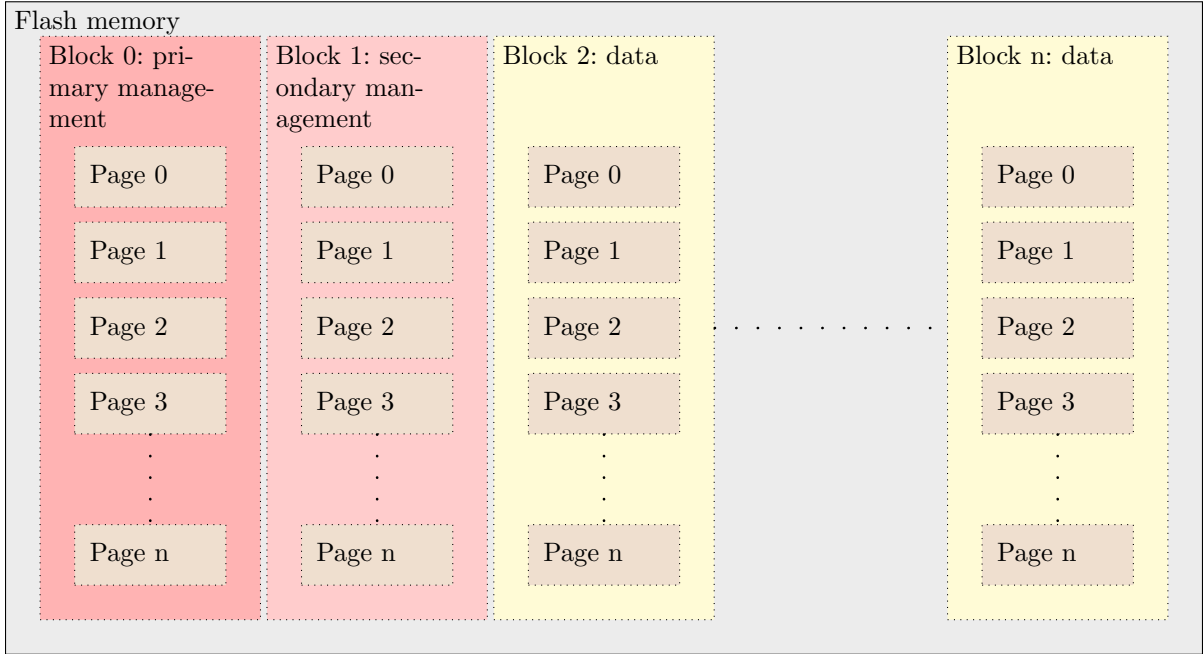 Flash memory
Block 0: pri-
mary manage-
ment
Page 0
Page 1
Page 2
Page 3
Page n
Block 1: sec-
ondary man-
agement
Page 0
Page 1
Page 2
Page 3
Page n
Block 2: data
Page 0
Page 1
Page 2
Page 3
Page n
Block n: data
Page 0
Page 1
Page 2
Page 3
Page n